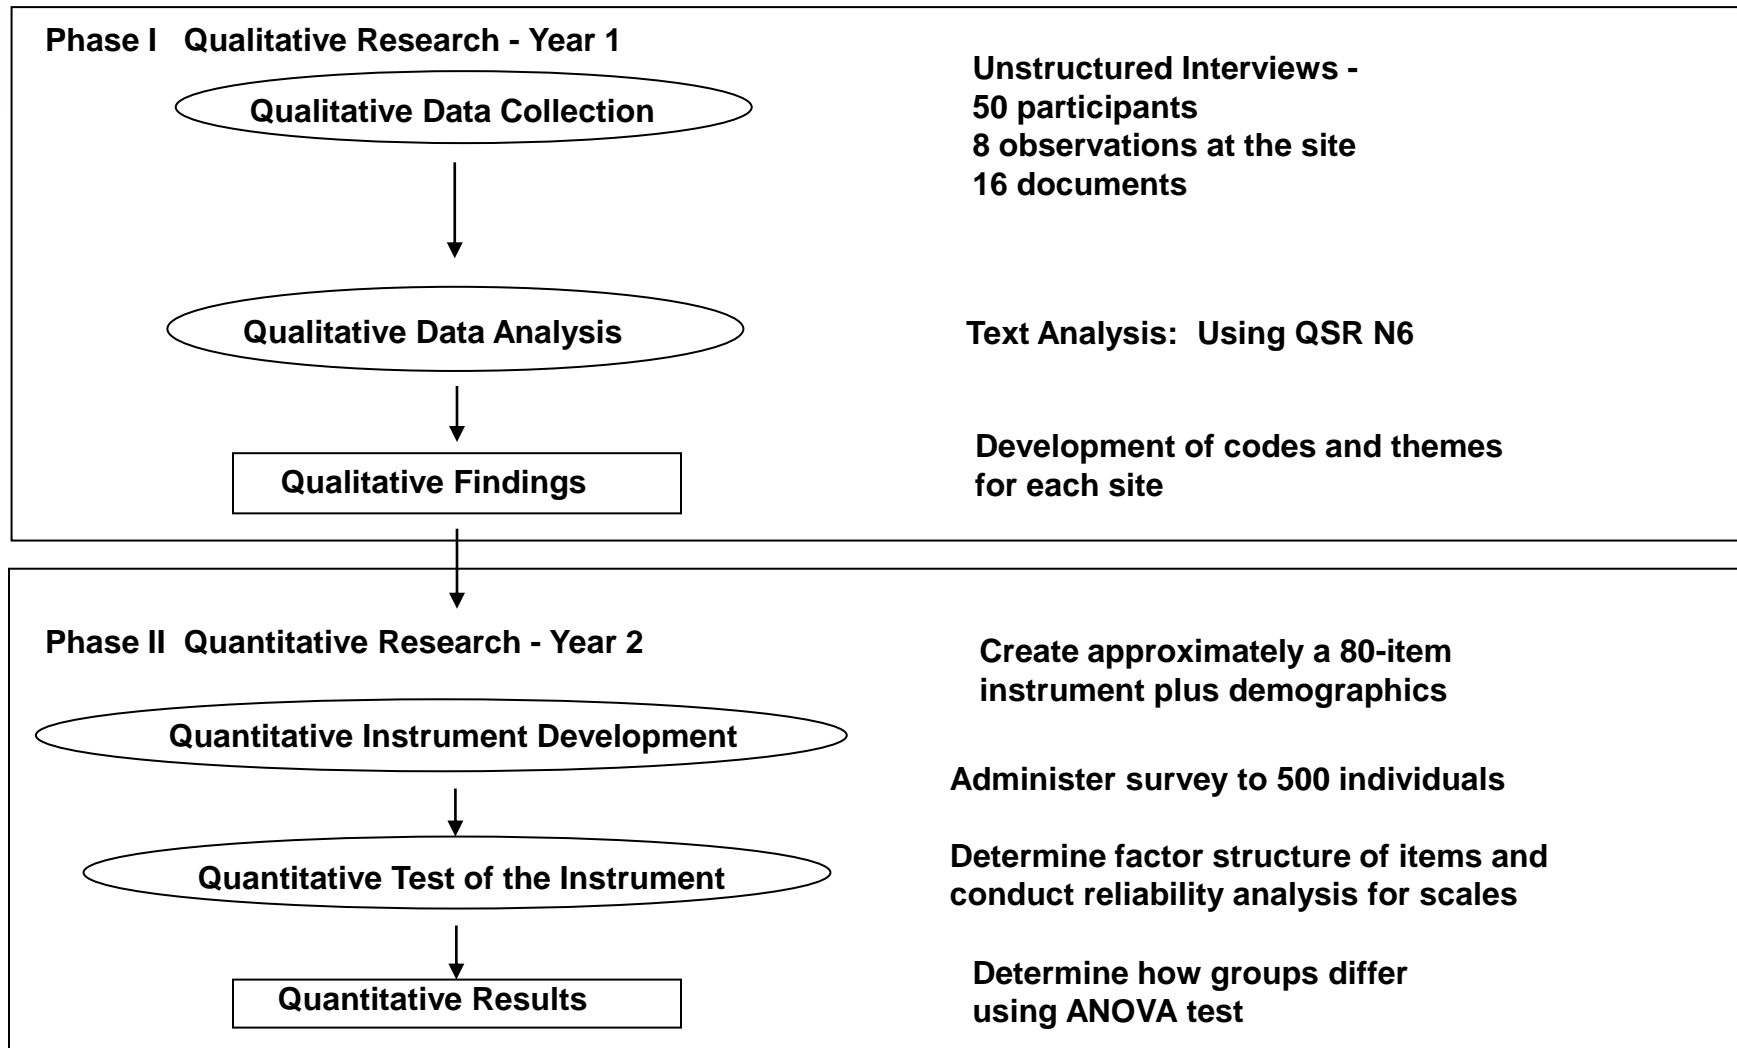 Phase I   Qualitative Research - Year 1
Qualitative Data Collection
Unstructured Interviews -
50 participants
8 observations at the site
16 documents
Qualitative Data Analysis
Text Analysis:  Using QSR N6
Qualitative Findings
Development of codes and themes
for each site
Phase II  Quantitative Research - Year 2
Create approximately a 80-item
instrument plus demographics
Quantitative Instrument Development
Administer survey to 500 individuals
Quantitative Test of the Instrument
Determine factor structure of items and
conduct reliability analysis for scales
Quantitative Results
Determine how groups differ
using ANOVA test